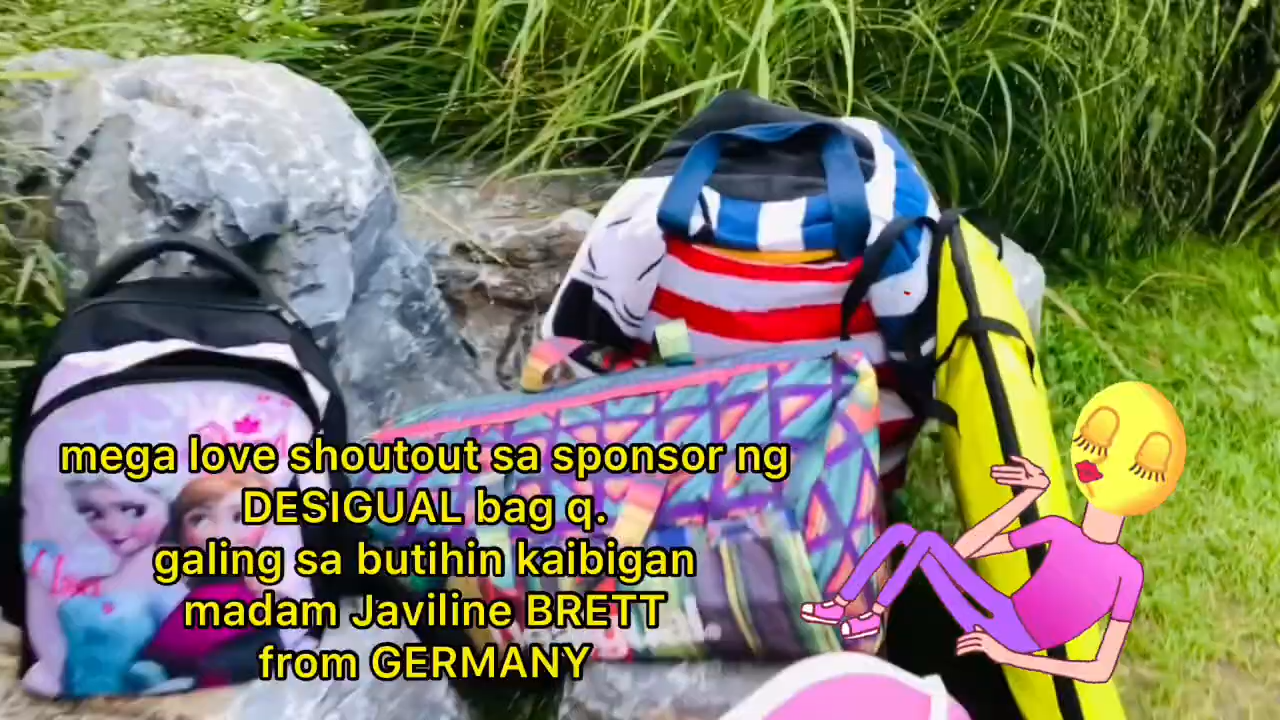 mega love shoutout sa sponsor ng
DESIGUAL bag q.
galing sa butihin kaibigan
madam Javiline BRETT
from GERMANY